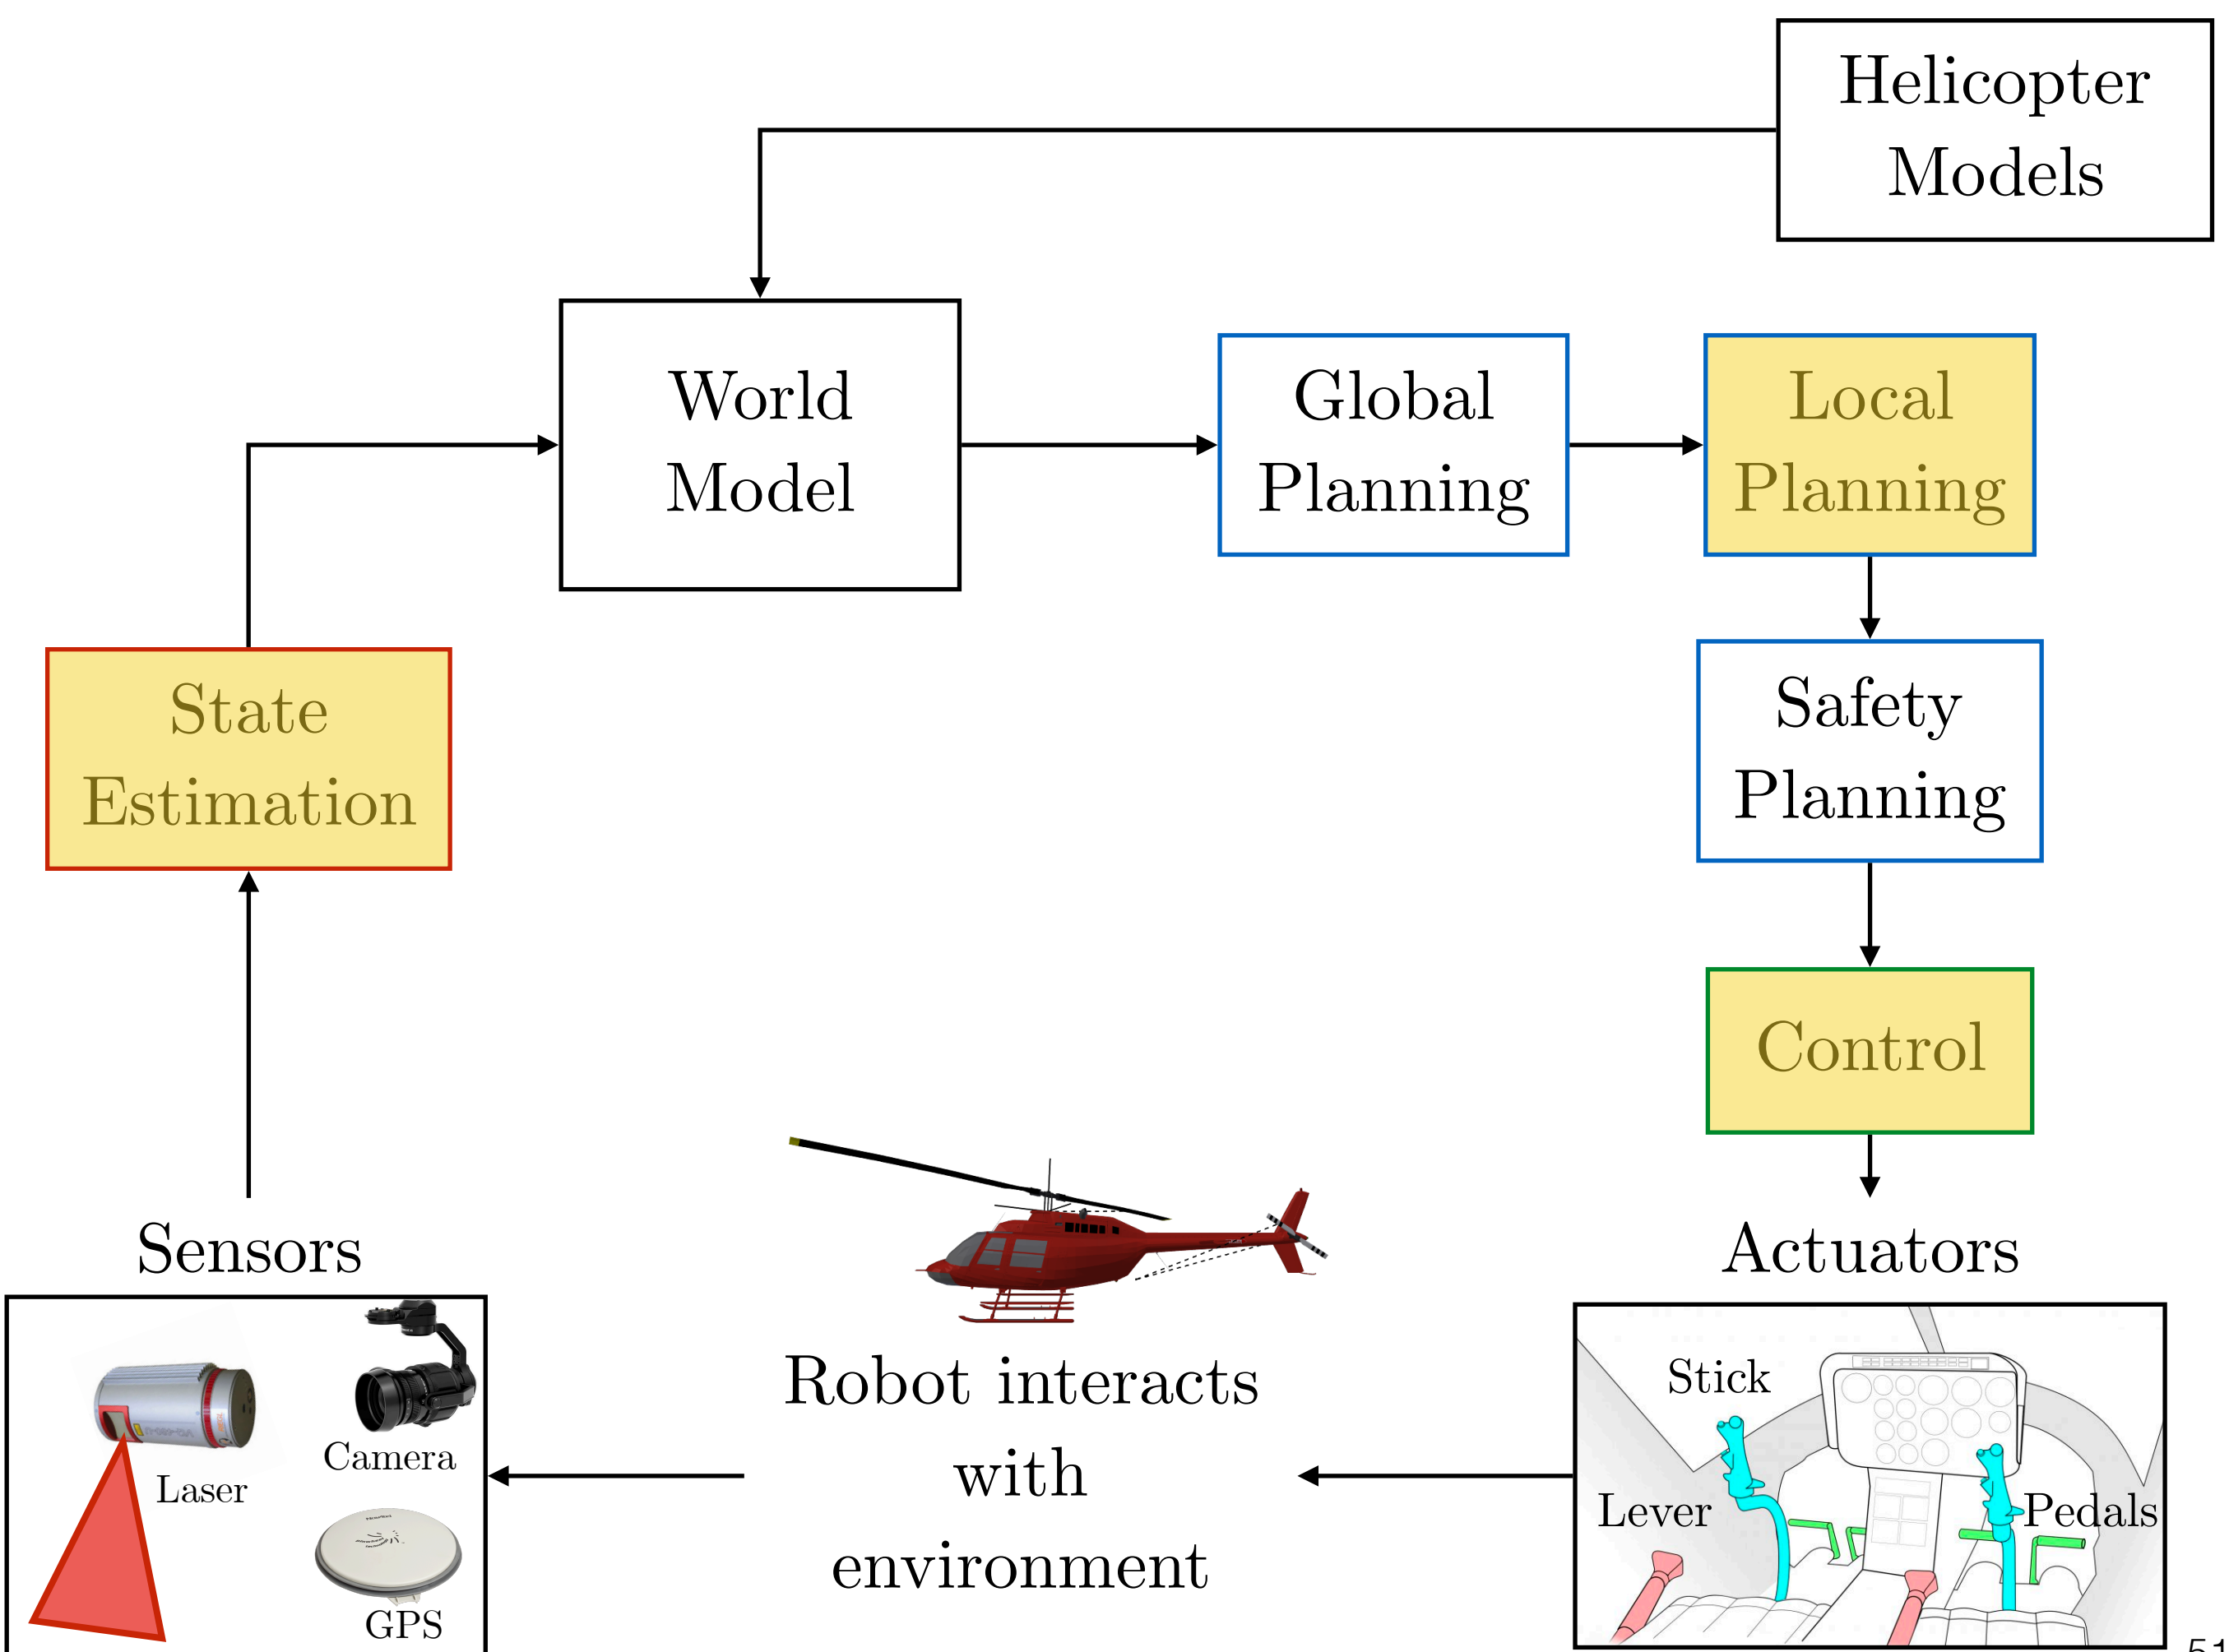 Helicopter
Models
World
Model
Global
Planning
Local
Planning
State
Estimation
Safety
Planning
Control
Sensors
Laser
Camera
GPS
Robot interacts
with
environment
Actuators
Stick
Lever
Pedals
51